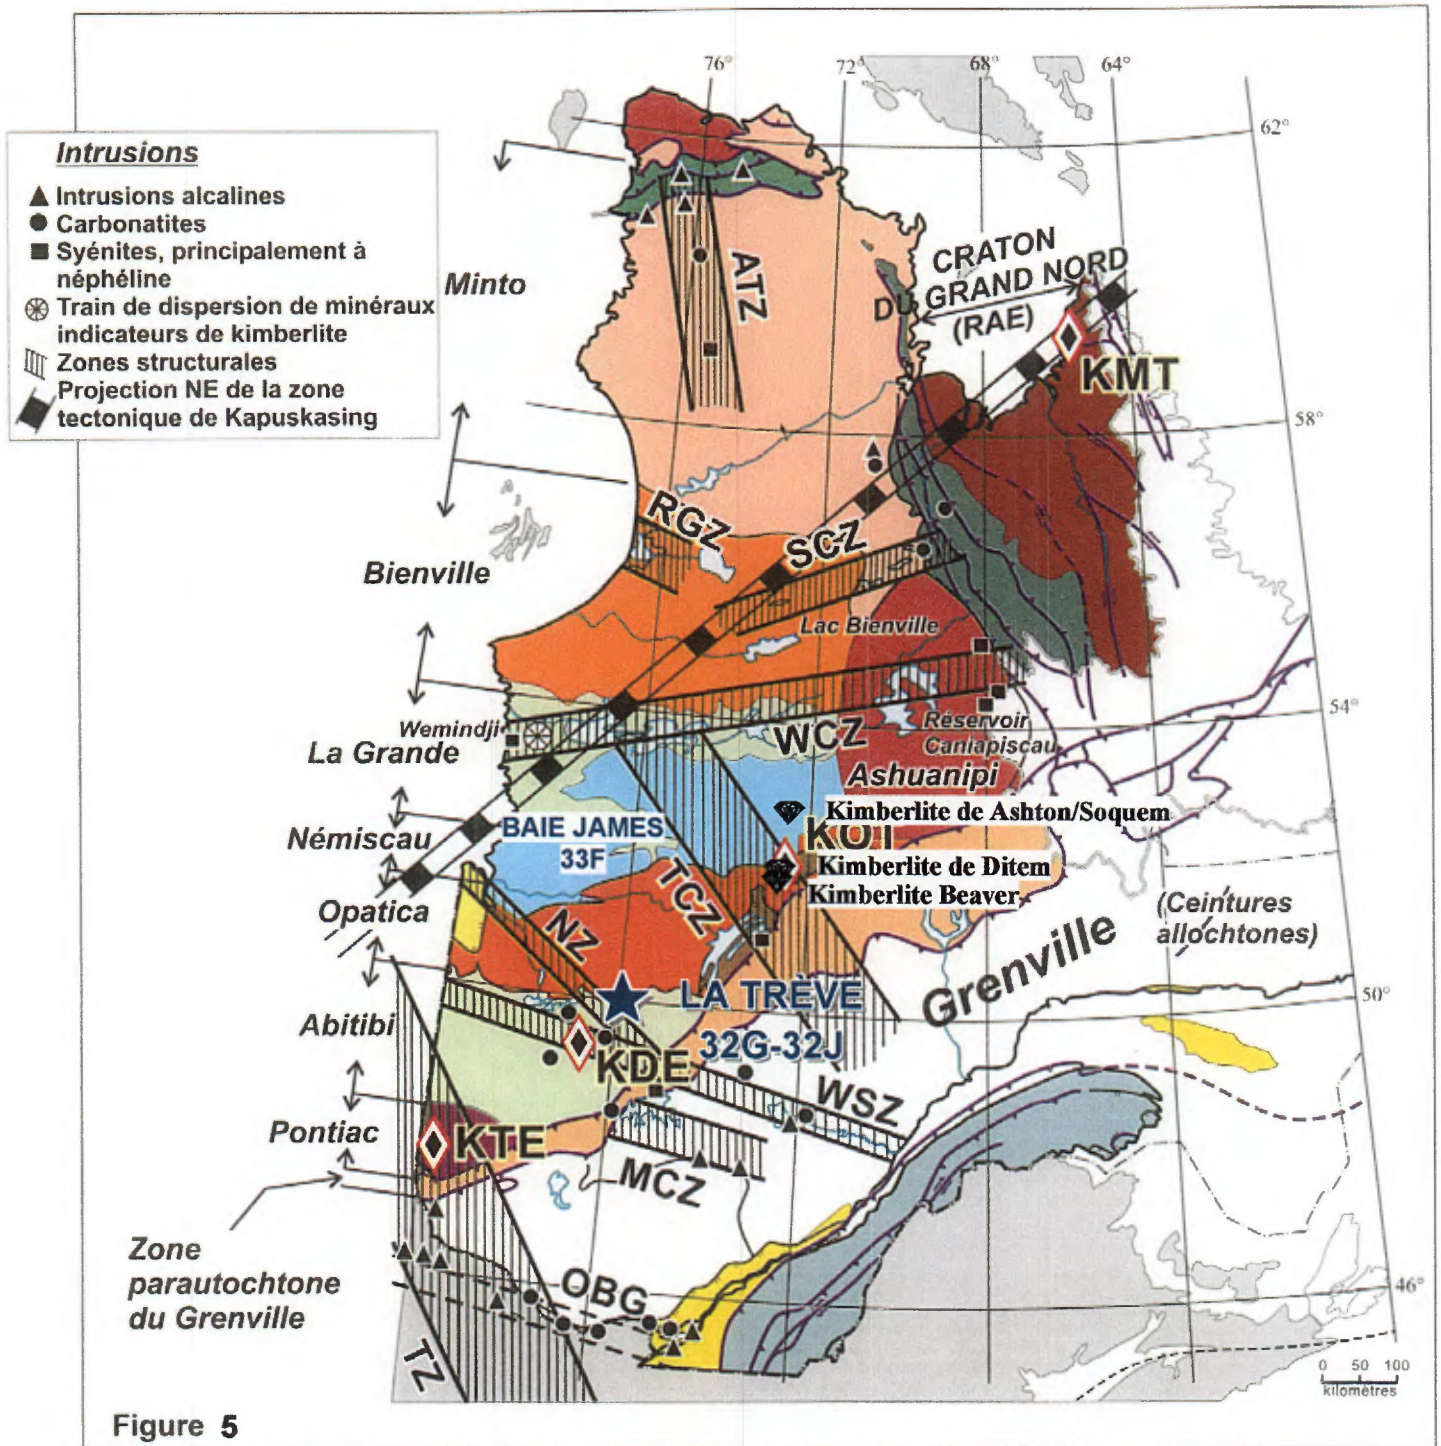 76°
72°
68°
64°
62°
Intrusions
Intrusions alcalines
Carbonatites
Syénites, principalement à
néphéline
Train de dispersion de minéraux
indicateurs de kimberlite
Zones structurales
Projection NE de la zone
tectonique de Kapuskasing
Minto
ATZ
CRATON
DU GRAND NORD
(RAE)
KMT
58°
RGZ
SCZ
Bienville
Lac Bienville
54°
Wemindji
La Grande
WCZ
Réservoir
Caniapiscau
Ashuanipi
Kimberlite de Ashton/Soquem
Némiscau
BAIE JAMES
33F
KOT
Kimberlite de Ditem
Kimberlite Beaver
TCZ
Opatica
NZ
(Ceintures
allochtones)
Grenville
50°
LA TRÈVE
32G-32J
Abitibi
KDE
WSZ
Pontiac
KTE
MCZ
Zone
parautochtone
du Grenville
OBG
46°
TZ
0 50 100
kilomètres
Figure 5